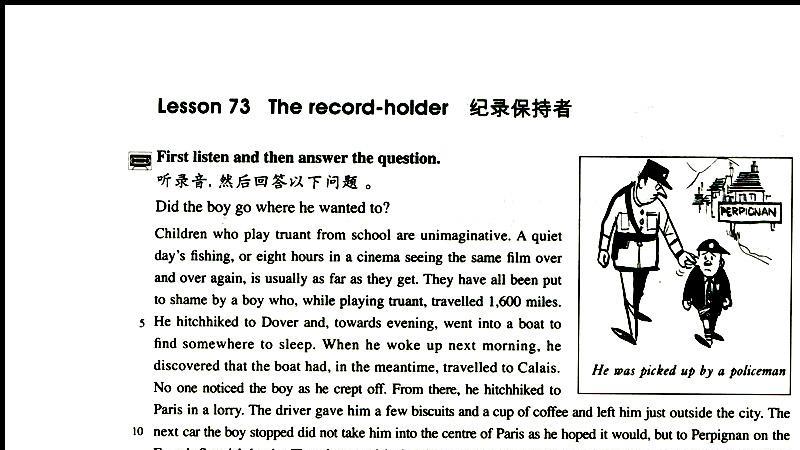 Lesson 73 The record-holder 纪录保持者
First listen and then answer the question.
听录音，然后回答以下问题。
Did the boy go where he wanted to?
Children who play truant from school are unimaginative. A quiet
day's fishing, or eight hours in a cinema seeing the same film over
and over again, is usually as far as they get. They have all been put
to shame by a boy who, while playing truant, travelled 1,600 miles.
5 He hitchhiked to Dover and, towards evening, went into a boat to
find somewhere to sleep. When he woke up next morning, he
discovered that the boat had, in the meantime, travelled to Calais.
No one noticed the boy as he crept off. From there, he hitchhiked to
Paris in a lorry. The driver gave him a few biscuits and a cup of coffee and left him just outside the city. The
10 next car the boy stopped did not take him into the centre of Paris as he hoped it would, but to Perpignan on the
PERPIGNAN
He was picked up by a policeman